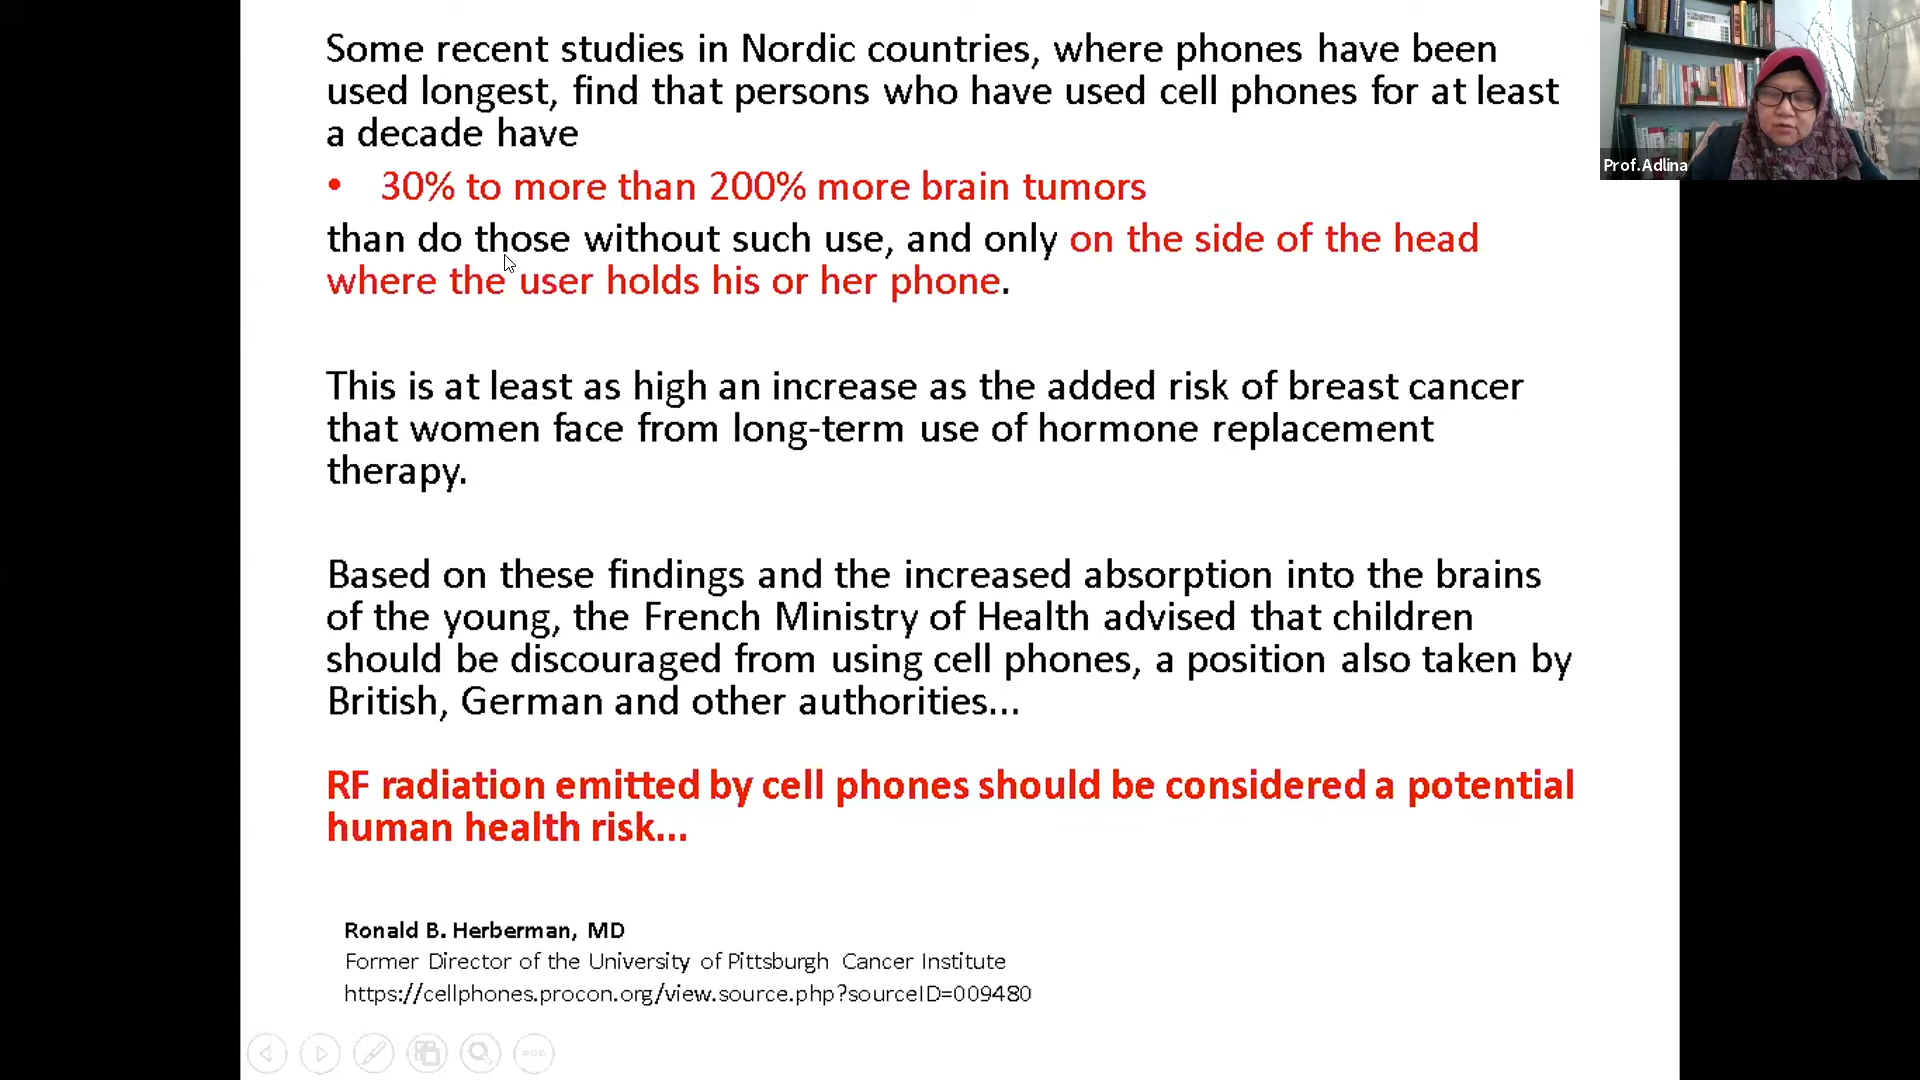 Some recent studies in Nordic countries, where phones have been
used longest, find that persons who have used cell phones for at least
a decade have
• 30% to more than 200% more brain tumors
than do those without such use, and only on the side of the head
where the user holds his or her phone.
This is at least as high an increase as the added risk of breast cancer
that women face from long-term use of hormone replacement
therapy.
Based on these findings and the increased absorption into the brains
of the young, the French Ministry of Health advised that children
should be discouraged from using cell phones, a position also taken by
British, German and other authorities...
RF radiation emitted by cell phones should be considered a potential
human health risk...
Ronald B. Herberman, MD
Former Director of the University of Pittsburgh Cancer Institute
https://cellphones.procon.org/view.source.php?sourceID=009480
Prof.Adlina